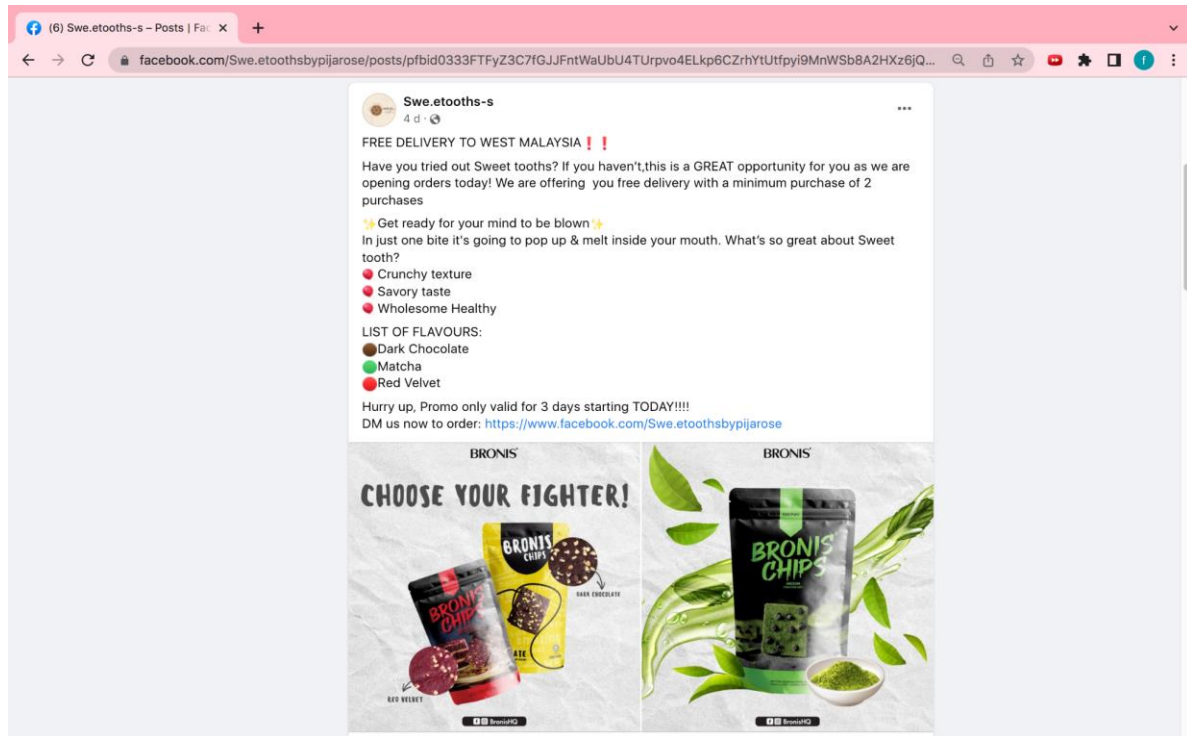 (6) Swe.etooths-s – Posts | Fac
facebook.com/Swe.etoothsbypijarose/posts/pfbid0333FTFyZ3C7fGJJFntWaUbU4TUrpvo4ELkp6CZrhYtUtfpyi9MnWSb8A2HXz6jQ...
Swe.etooths-s
4 d
FREE DELIVERY TO WEST MALAYSIA❗❗
Have you tried out Sweet tooths? If you haven't,this is a GREAT opportunity for you as we are
opening orders today! We are offering you free delivery with a minimum purchase of 2
purchases
✨Get ready for your mind to be blown✨
In just one bite it's going to pop up & melt inside your mouth. What's so great about Sweet
tooth?
Crunchy texture
Savory taste
Wholesome Healthy
LIST OF FLAVOURS:
🟤Dark Chocolate
🟢Matcha
🔴Red Velvet
Hurry up, Promo only valid for 3 days starting TODAY!!!!
DM us now to order: https://www.facebook.com/Swe.etoothsbypijarose
BRONIS
CHOOSE YOUR FIGHTER!
BRONIS
CHIPS
DARK CHOCOLATE
BRONIS
CHIPS
RED VELVET
BronisHQ
BRONIS
BRONIS
CHIPS
BronisHQ